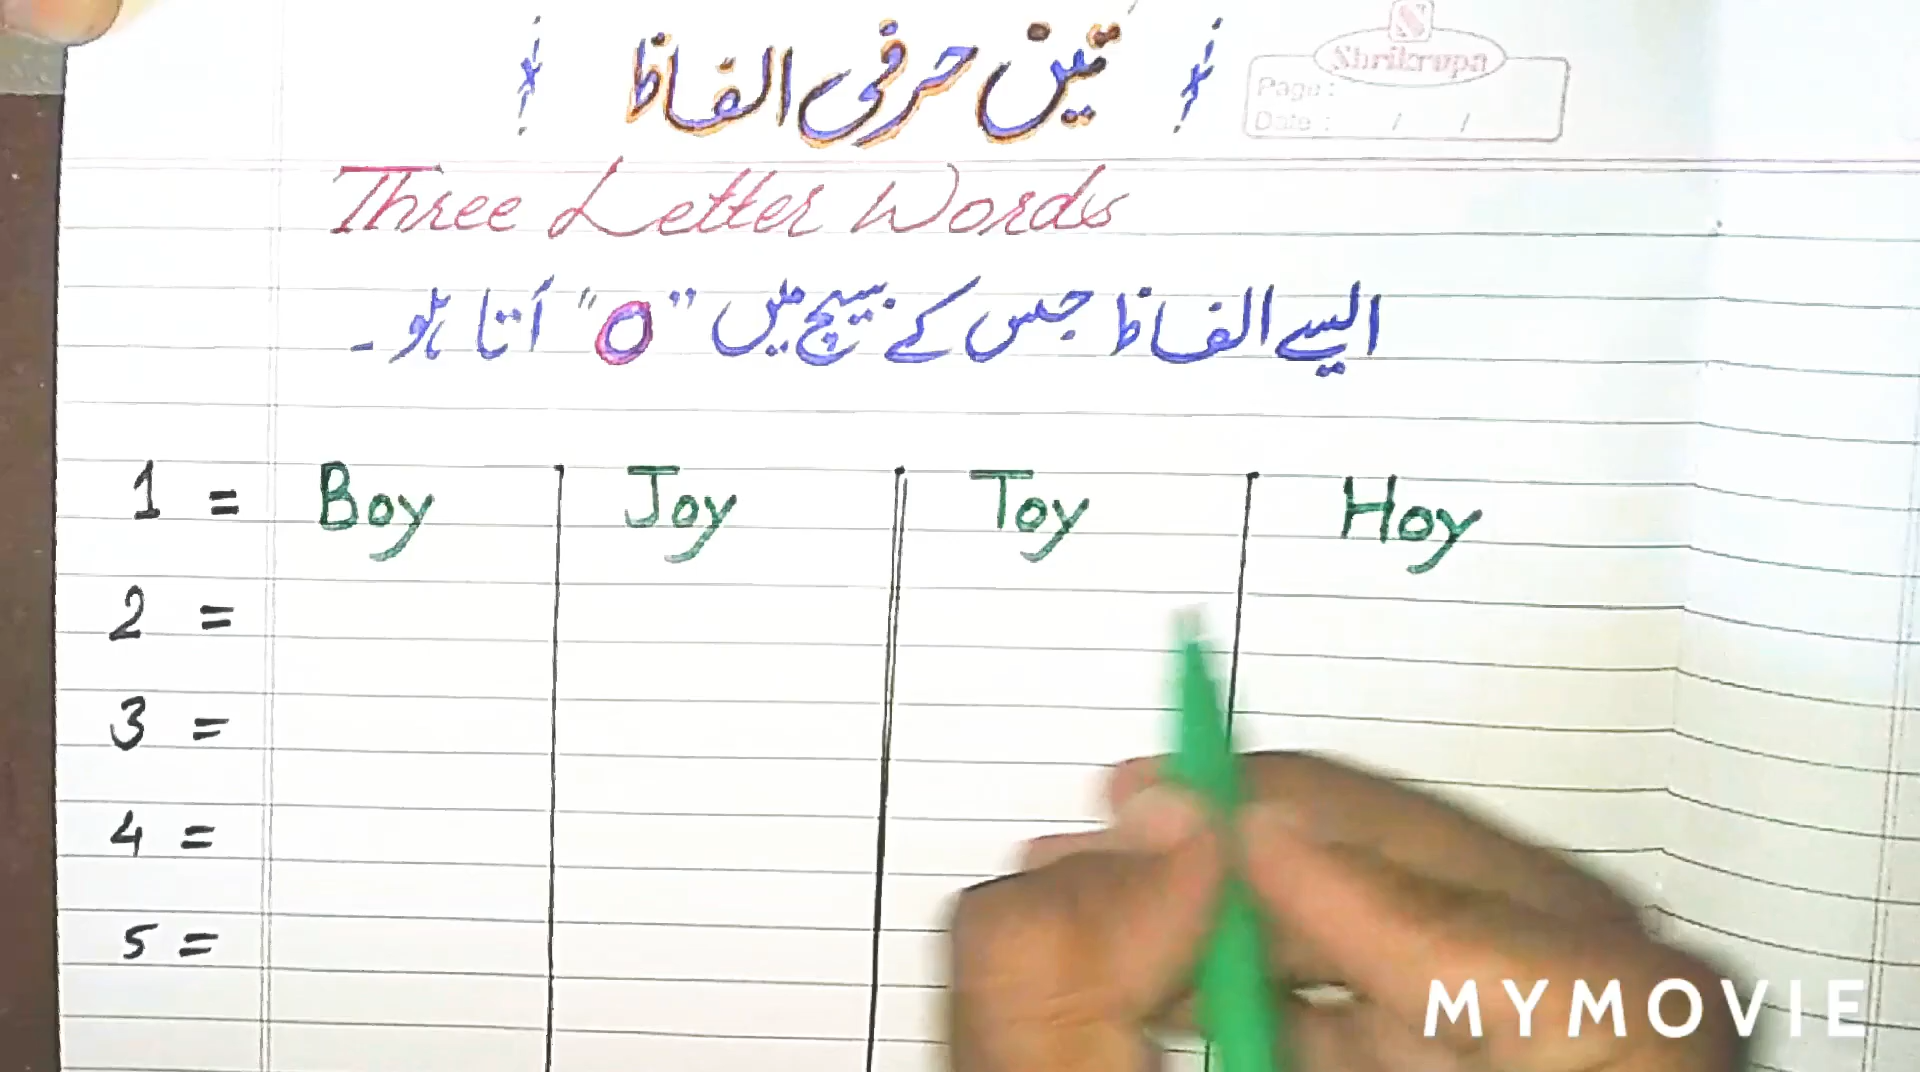 تین حرفی الفاظ
Shrikrupa
Page :
Date : / /
Three Letter Words
ایسے الفاظ جس کے بیچ میں "O" آتا ہو۔
1 = Boy Joy Toy Hoy
2 =
3 =
4 =
5 =
MYMOVIE